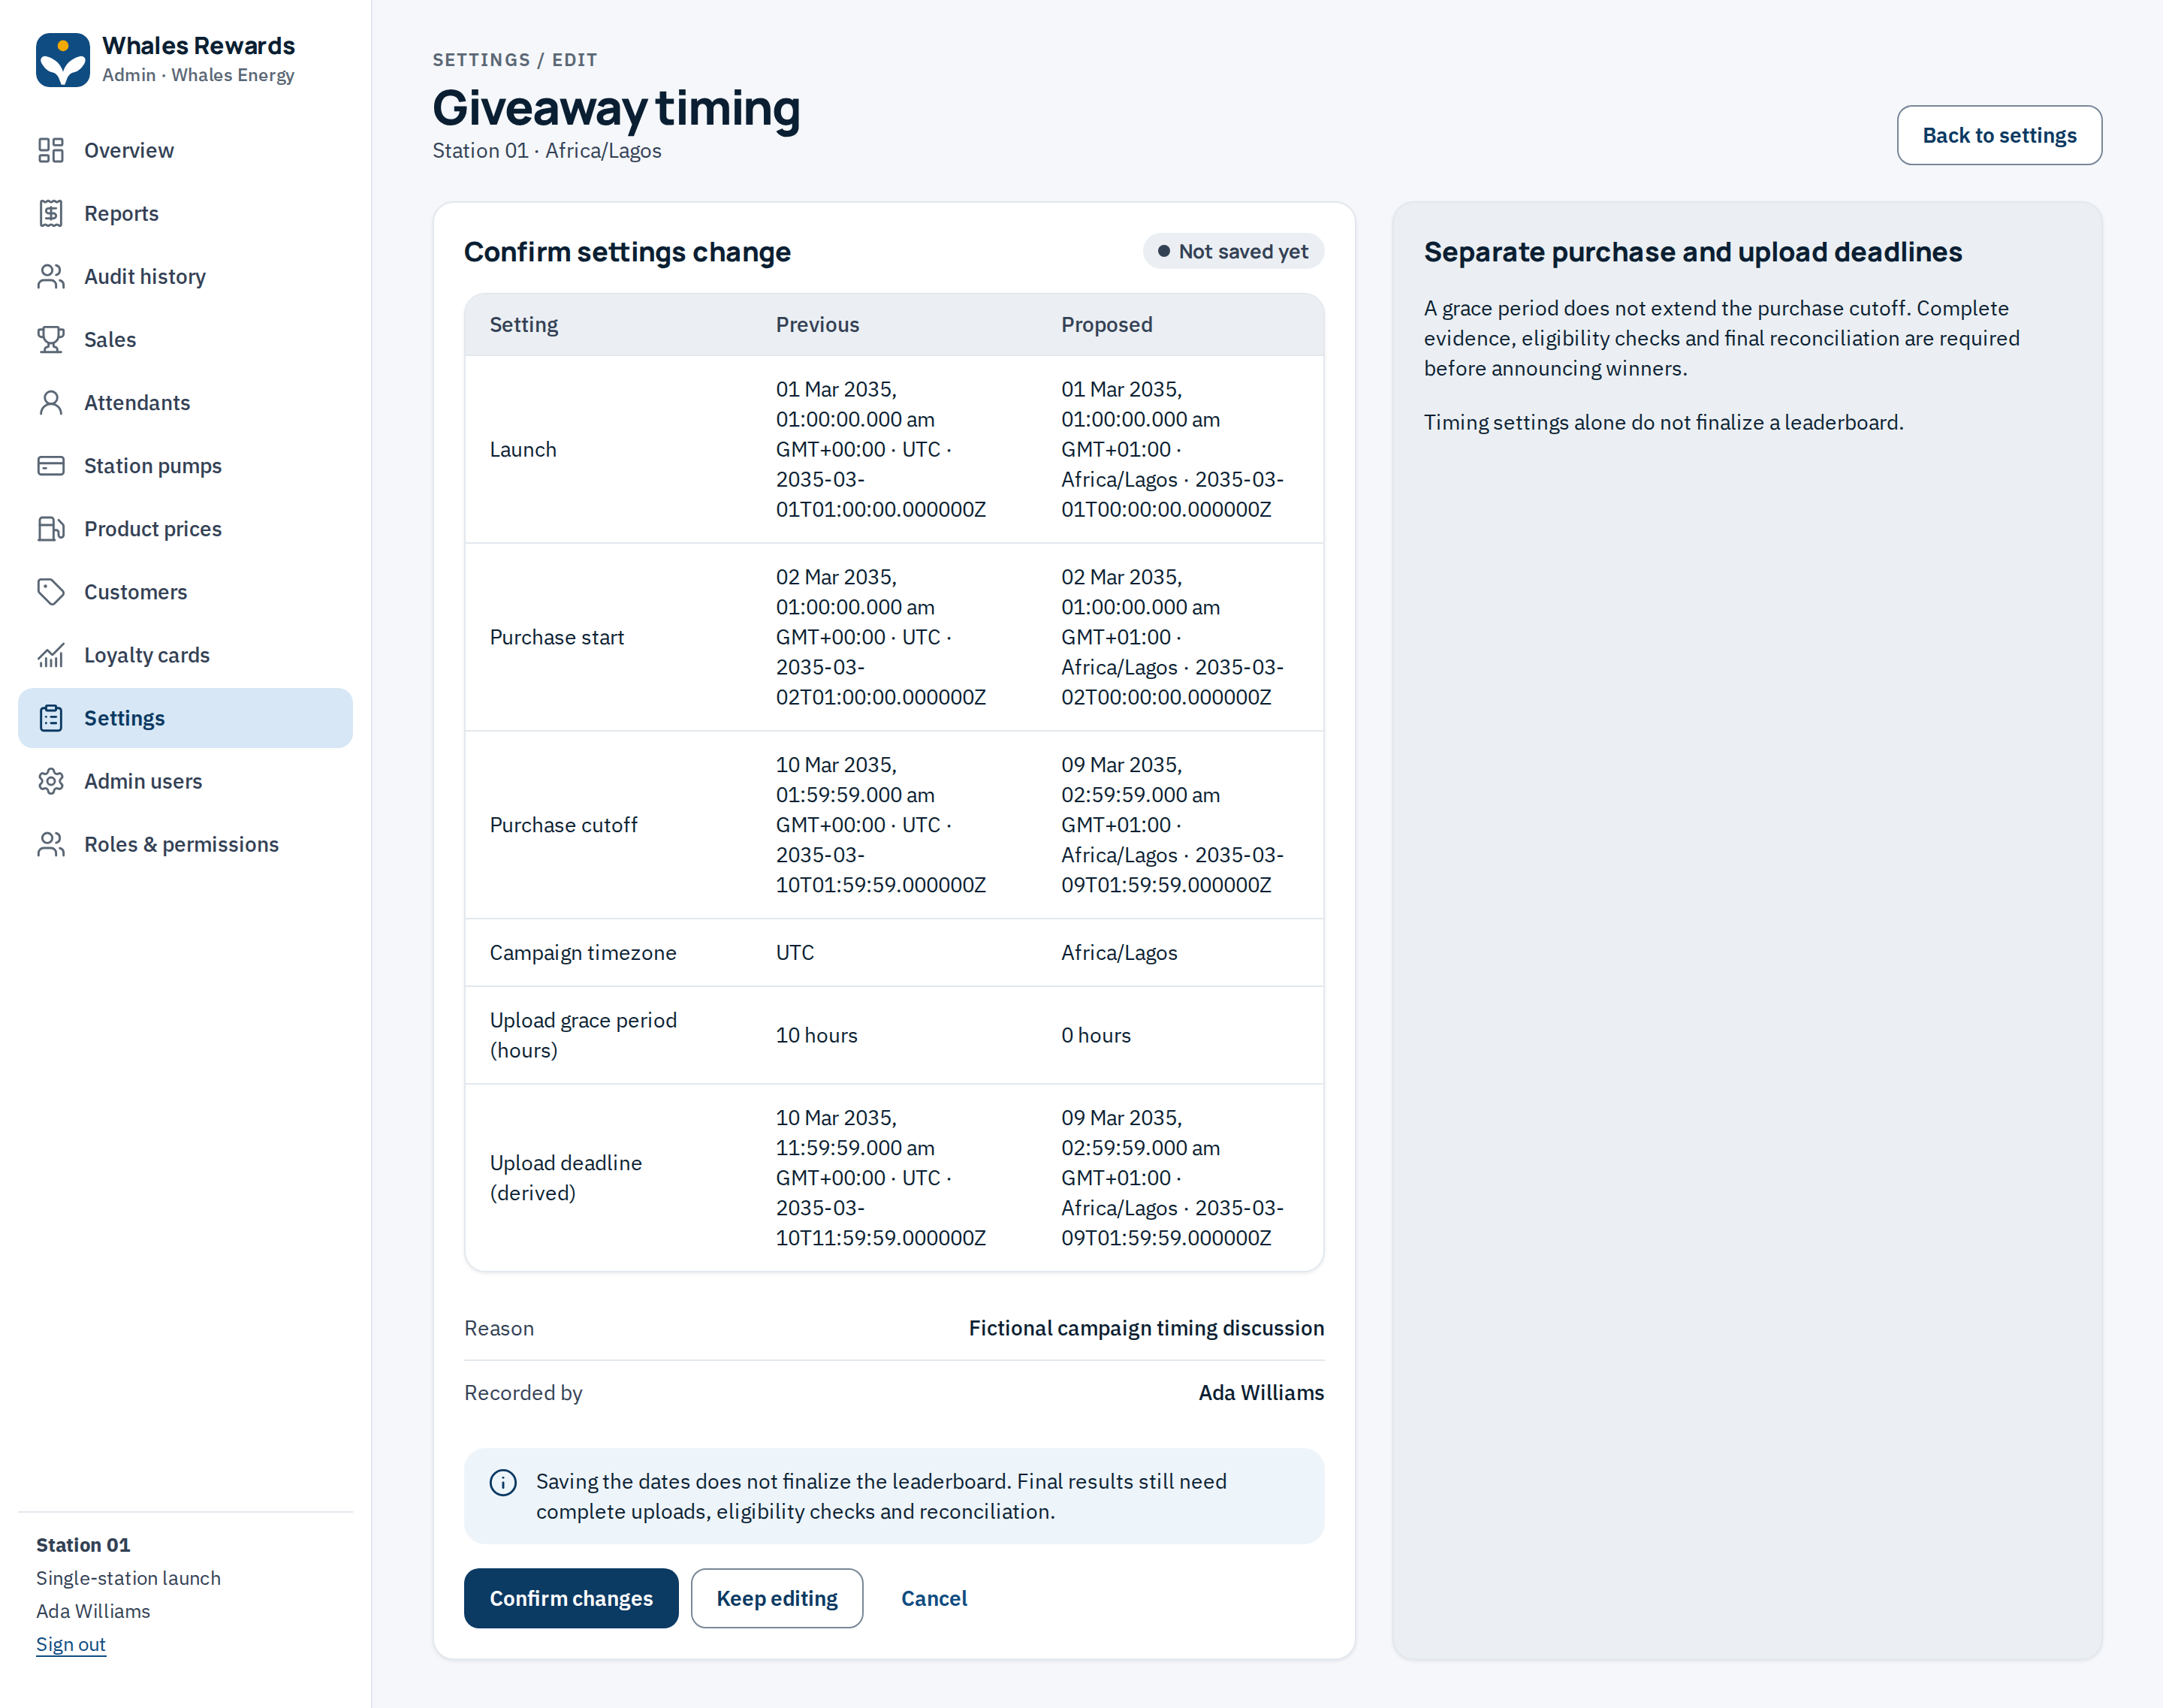 Whales Rewards
Admin · Whales Energy
Overview
Reports
Audit history
Sales
Attendants
Station pumps
Product prices
Customers
Loyalty cards
Settings
Admin users
Roles & permissions
Station 01
Single-station launch
Ada Williams
Sign out
SETTINGS / EDIT
Giveaway timing
Station 01 · Africa/Lagos
Back to settings
Confirm settings change
Not saved yet
Setting
Previous
Proposed
Launch
01 Mar 2035,
01:00:00.000 am
GMT+00:00 · UTC ·
2035-03-
01T01:00:00.000000Z
01 Mar 2035,
01:00:00.000 am
GMT+01:00 ·
Africa/Lagos · 2035-03-
01T00:00:00.000000Z
Purchase start
02 Mar 2035,
01:00:00.000 am
GMT+00:00 · UTC ·
2035-03-
02T01:00:00.000000Z
02 Mar 2035,
01:00:00.000 am
GMT+01:00 ·
Africa/Lagos · 2035-03-
02T00:00:00.000000Z
Purchase cutoff
10 Mar 2035,
01:59:59.000 am
GMT+00:00 · UTC ·
2035-03-
10T01:59:59.000000Z
09 Mar 2035,
02:59:59.000 am
GMT+01:00 ·
Africa/Lagos · 2035-03-
09T01:59:59.000000Z
Campaign timezone
UTC
Africa/Lagos
Upload grace period
(hours)
10 hours
0 hours
Upload deadline
(derived)
10 Mar 2035,
11:59:59.000 am
GMT+00:00 · UTC ·
2035-03-
10T11:59:59.000000Z
09 Mar 2035,
02:59:59.000 am
GMT+01:00 ·
Africa/Lagos · 2035-03-
09T01:59:59.000000Z
Reason
Fictional campaign timing discussion
Recorded by
Ada Williams
Saving the dates does not finalize the leaderboard. Final results still need
complete uploads, eligibility checks and reconciliation.
Confirm changes
Keep editing
Cancel
Separate purchase and upload deadlines
A grace period does not extend the purchase cutoff. Complete
evidence, eligibility checks and final reconciliation are required
before announcing winners.
Timing settings alone do not finalize a leaderboard.